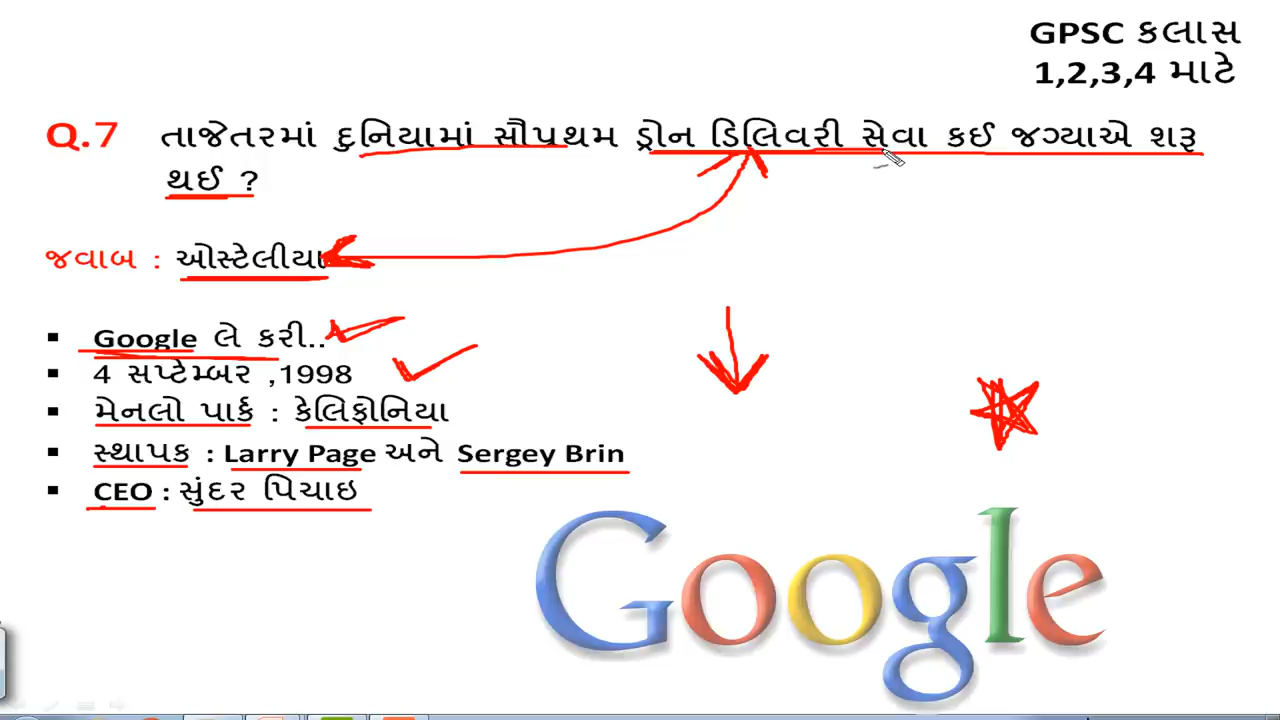 GPSC કલાસ
1,2,3,4 માટે
Q.7 તાજેતરમાં દુનિયામાં સૌપ્રથમ ડ્રોન ડિલિવરી સેવા કઈ જગ્યાએ શરૂ
થઈ ?
જવાબ : ઓસ્ટેલીયા
▪ Google લે કરી..
▪ 4 સપ્ટેમ્બર ,1998
▪ મેનલો પાર્ક : કેલિફોનિયા
▪ સ્થાપક : Larry Page અને Sergey Brin
▪ CEO : સુંદર પિચાઇ
Google